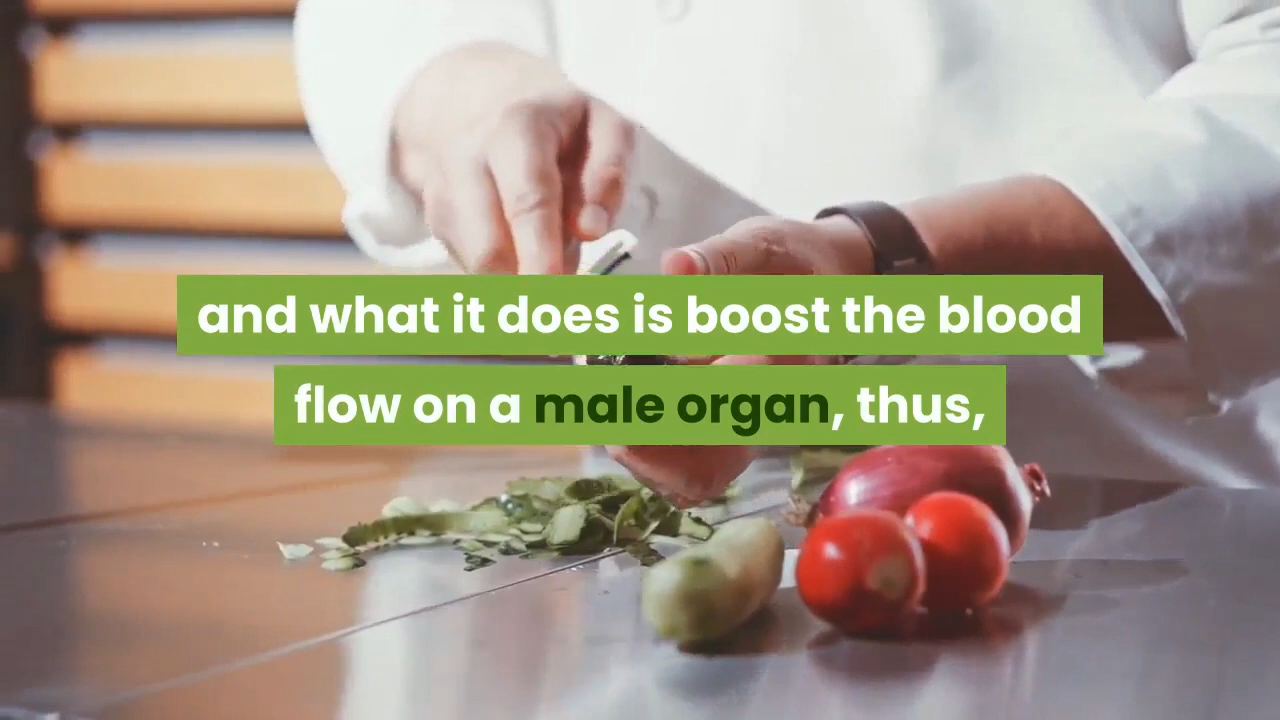 and what it does is boost the blood
flow on a male organ, thus,